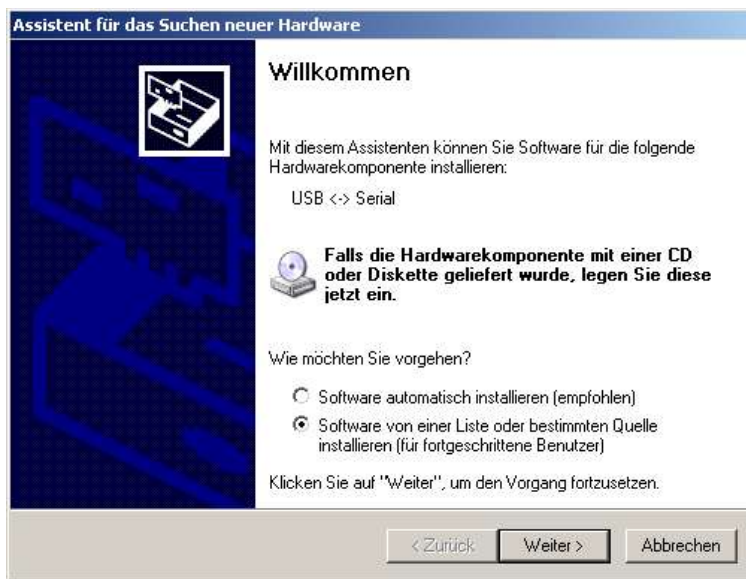 Assistent für das Suchen neuer Hardware
Willkommen
Mit diesem Assistenten können Sie Software für die folgende
Hardwarekomponente installieren:
USB <-> Serial
Falls die Hardwarekomponente mit einer CD
oder Diskette geliefert wurde, legen Sie diese
jetzt ein.
Wie möchten Sie vorgehen?
Software automatisch installieren (empfohlen)
Software von einer Liste oder bestimmten Quelle
installieren (für fortgeschrittene Benutzer)
Klicken Sie auf "Weiter", um den Vorgang fortzusetzen.
< Zurück Weiter > Abbrechen